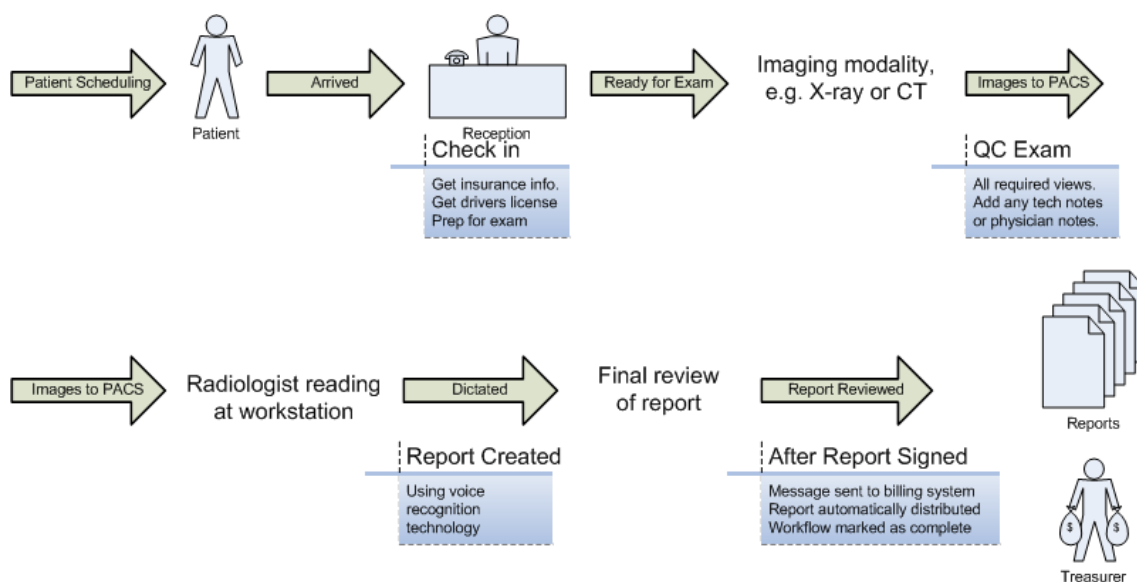 Patient Scheduling
Patient
Arrived
Reception
Check in
Get insurance info.
Get drivers license
Prep for exam
Ready for Exam
Imaging modality,
e.g. X-ray or CT
Images to PACS
QC Exam
All required views.
Add any tech notes
or physician notes.
Images to PACS
Radiologist reading
at workstation
Dictated
Report Created
Using voice
recognition
technology
Final review
of report
Report Reviewed
After Report Signed
Message sent to billing system
Report automatically distributed
Workflow marked as complete
Reports
$ $
Treasurer